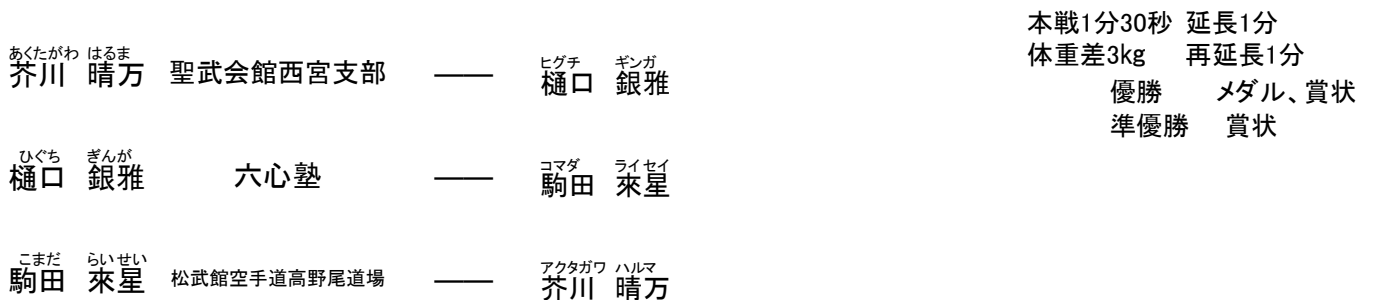 本戦1分30秒 延長1分
体重差3kg 再延長1分
優勝 メダル、賞状
準優勝 賞状
あくたがわ はるま
芥川 晴万 聖武会館西宮支部 ―― 樋口 銀雅
ヒグチ ギンガ
ひぐち ぎんが
樋口 銀雅 六心塾 ―― 駒田 來星
コマダ ライセイ
こまだ らいせい
駒田 來星 松武館空手道高野尾道場 ―― 芥川 晴万
アクタガワ ハルマ